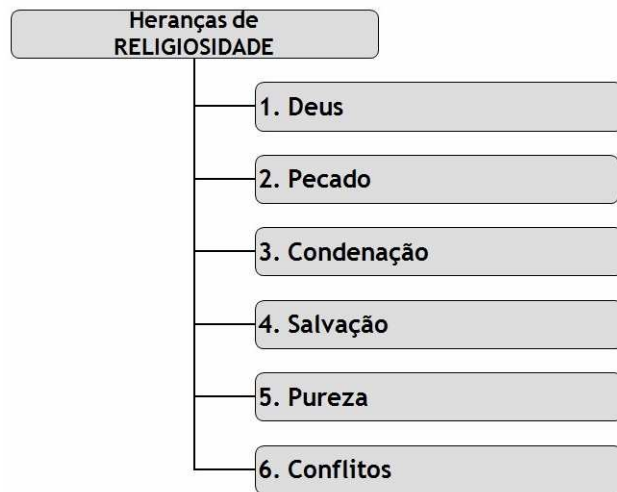 Heranças de
RELIGIOSIDADE
1. Deus
2. Pecado
3. Condenação
4. Salvação
5. Pureza
6. Conflitos